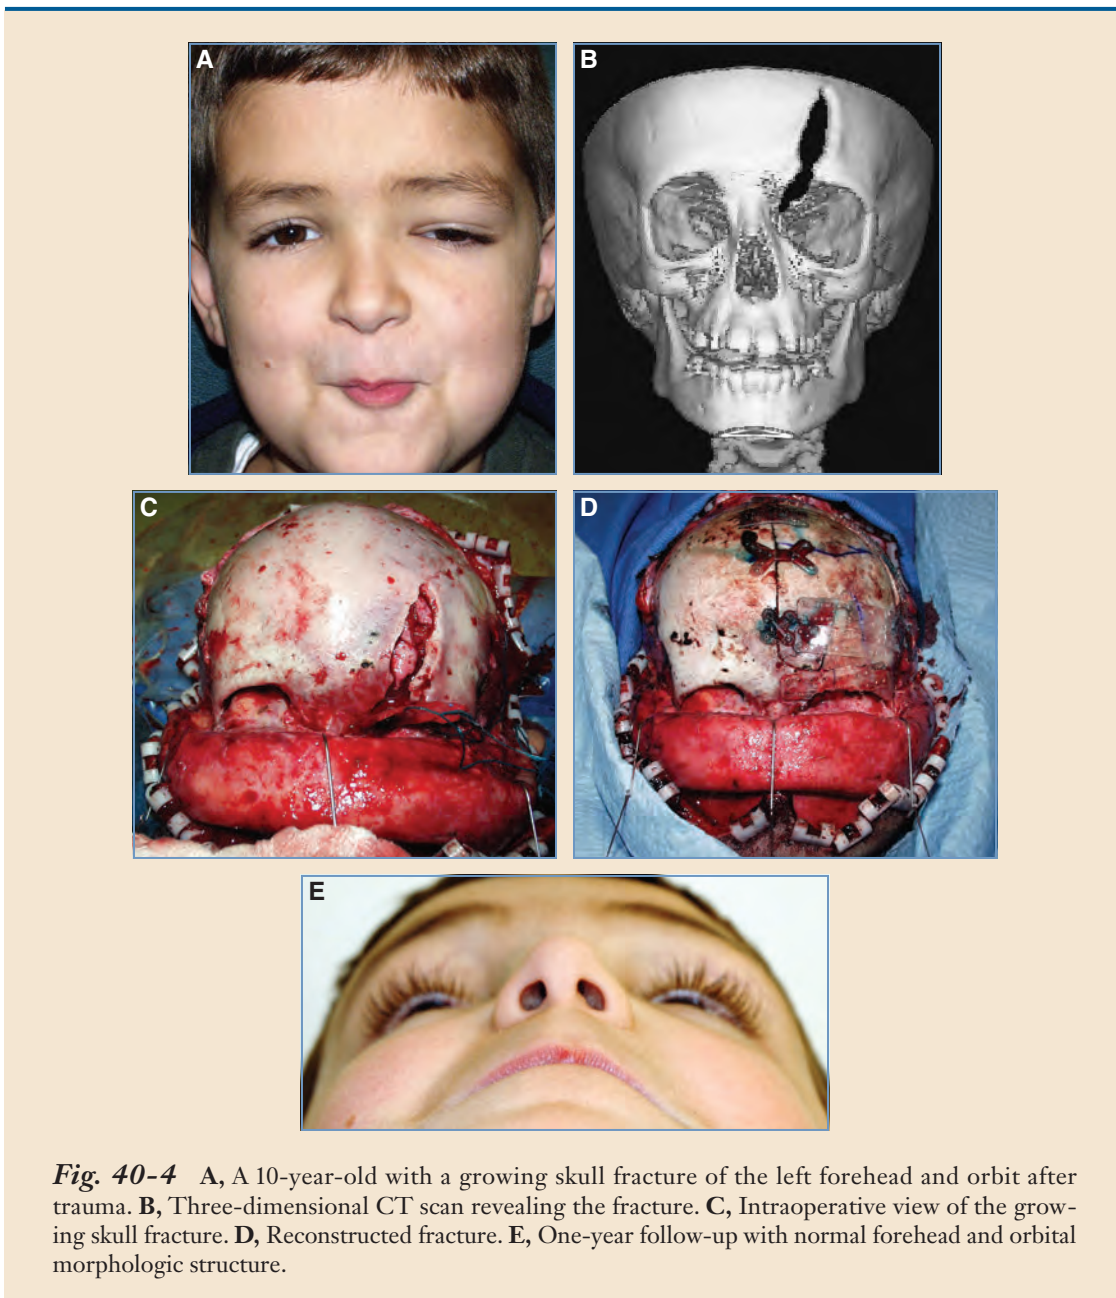 A
B
C
D
E
Fig. 40-4 A, A 10-year-old with a growing skull fracture of the left forehead and orbit after
trauma. B, Three-dimensional CT scan revealing the fracture. C, Intraoperative view of the grow-
ing skull fracture. D, Reconstructed fracture. E, One-year follow-up with normal forehead and orbital
morphologic structure.